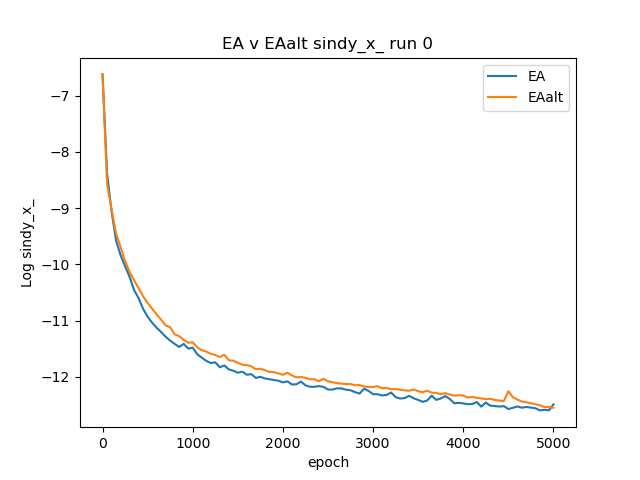 EA v EAalt sindy_x_ run 0
EA
EAalt
Log sindy_x_
−7
−8
−9
−10
−11
−12
0
1000
2000
3000
4000
5000
epoch